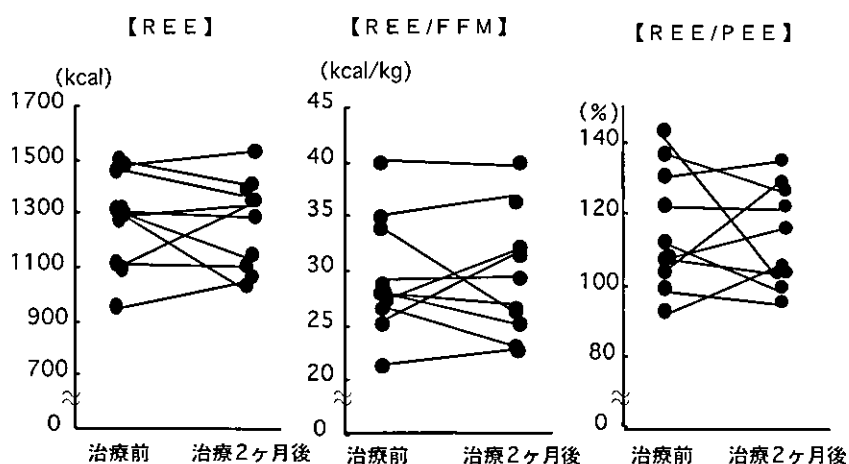 【REE】
(kcal)
1700
1500
1300
1100
900
700
0
治療前 治療2ヶ月後
【REE/FFM】
(kcal/kg)
45
40
35
30
25
20
0
治療前 治療2ヶ月後
【REE/PEE】
(%)
140
120
100
80
0
治療前 治療2ヶ月後